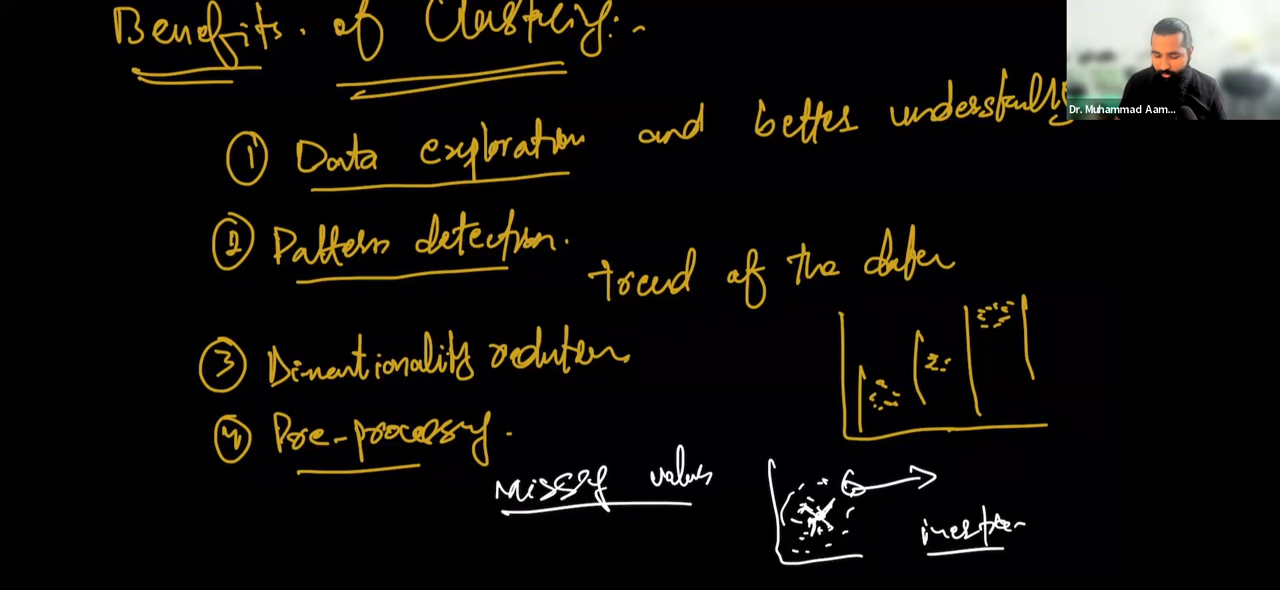 Benefits. of Clustering:-
Dr. Muhammad Aam...
① Data exploration and better understanding
② Pattern detection.
trend of the data
③ Dimentionality reduction
④ Pre-processing.
missing values